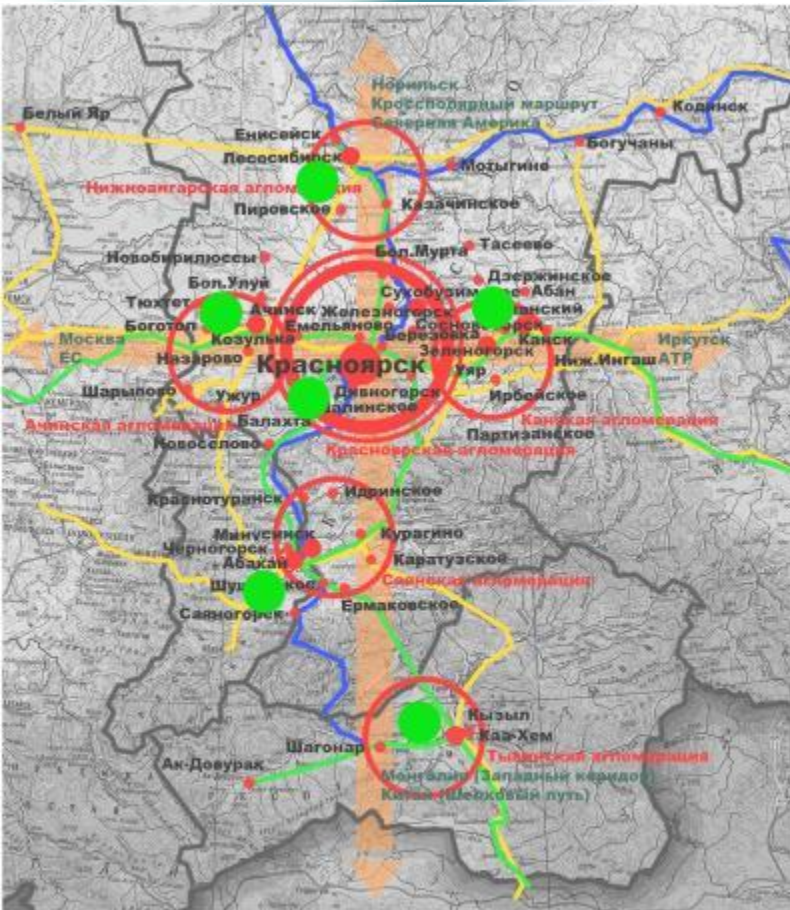 Норильск
Кроссполярный маршрут
Северная Америка
Белый Яр
Кодинск
Енисейск
Богучаны
Лесосибирск
Мотыгино
Нижноангарская агломерация
Пировское
Казачинское
Бол.Мурта
Тасеево
Новобирилюссы
Дзержинское
Бол.Улуй
Абан
Тюхтет
Ачинск
Железногорск
Боготол
Емельяново
Березовка
Москва
ЕС
Козулька
Канск
Иркутск
АТР
Назарово
Зеленогорск
Ниж.Ингаш
Красноярск
Уяр
Шарыпово
Ужур
Дивногорск
Ирбейское
Ачинская агломерация
Балахта
Канская агломерация
Партизанское
Новоселово
Красноярская агломерация
Краснотуранск
Идринское
Минусинск
Курагино
Черногорск
Абакан
Каратузское
Саянская агломерация
Ермаковское
Саяногорск
Кызыл
Шагонар
Каа-Хем
Ак-Довурак
Тывинская агломерация
Монголия (Западный коридор)
Китай (Шелковый путь)